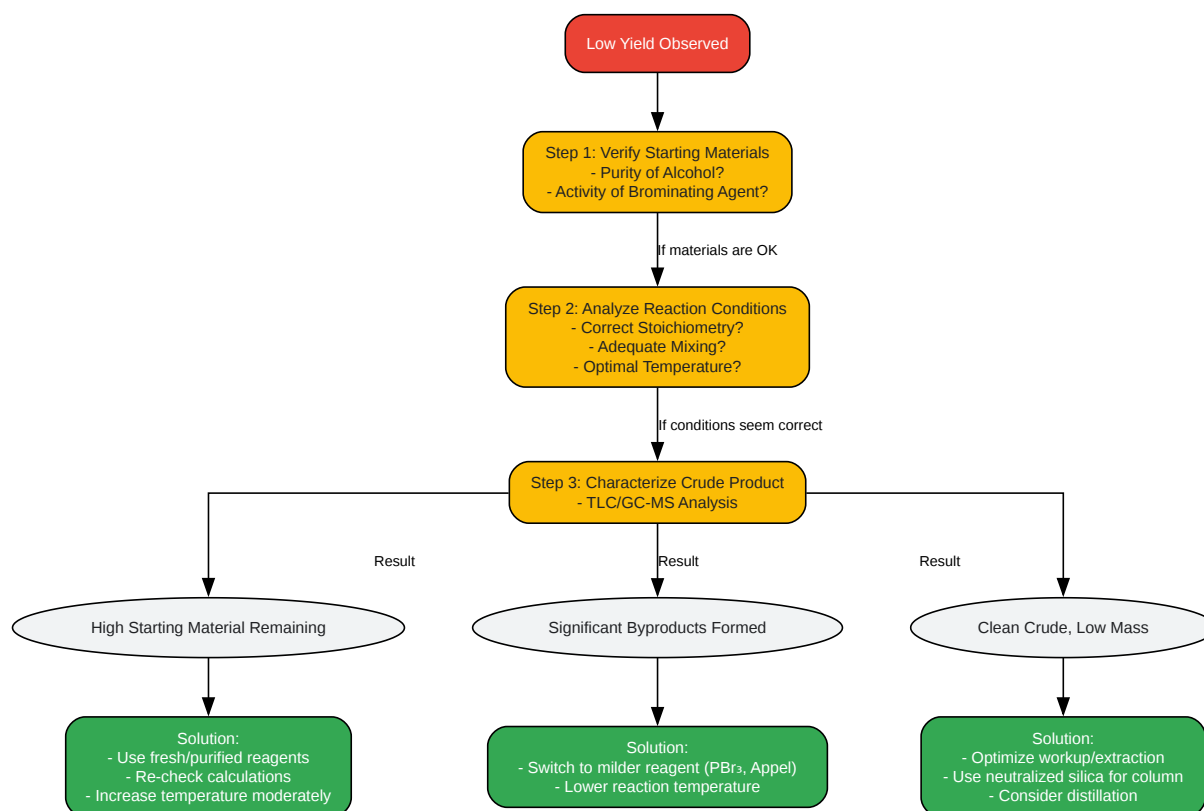 Low Yield Observed
Step 1: Verify Starting Materials
- Purity of Alcohol?
- Activity of Brominating Agent?
If materials are OK
Step 2: Analyze Reaction Conditions
- Correct Stoichiometry?
- Adequate Mixing?
- Optimal Temperature?
If conditions seem correct
Step 3: Characterize Crude Product
- TLC/GC-MS Analysis
Result
Result
Result
High Starting Material Remaining
Significant Byproducts Formed
Clean Crude, Low Mass
Solution:
- Use fresh/purified reagents
- Re-check calculations
- Increase temperature moderately
Solution:
- Switch to milder reagent (PBr₃, Appel)
- Lower reaction temperature
Solution:
- Optimize workup/extraction
- Use neutralized silica for column
- Consider distillation